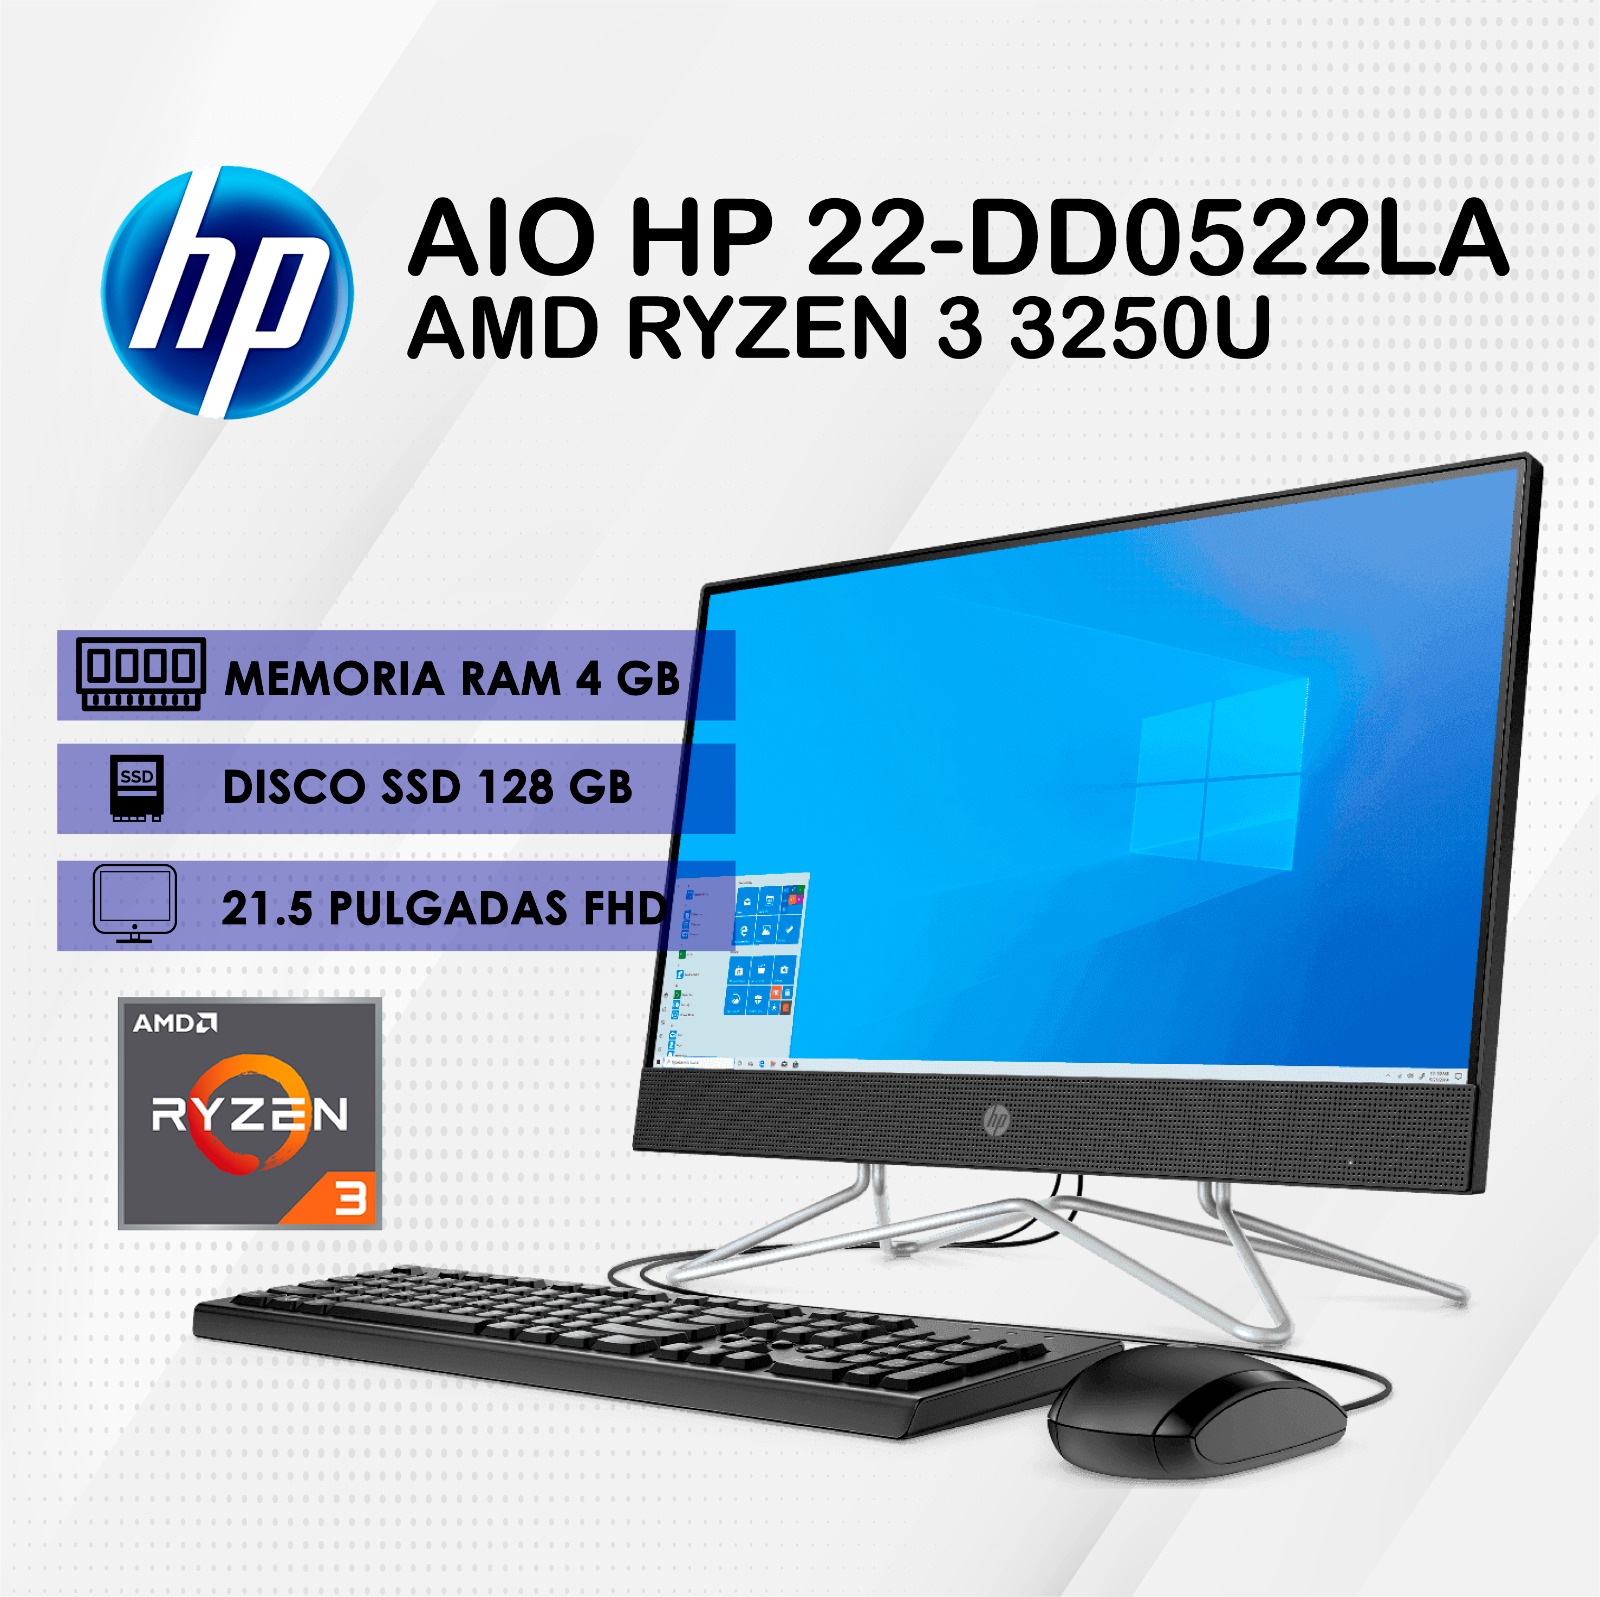 hp
AIO HP 22-DD0522LA
AMD RYZEN 3 3250U
MEMORIA RAM 4 GB
SSD
DISCO SSD 128 GB
21.5 PULGADAS FHD
AMD
RYZEN
3
hp